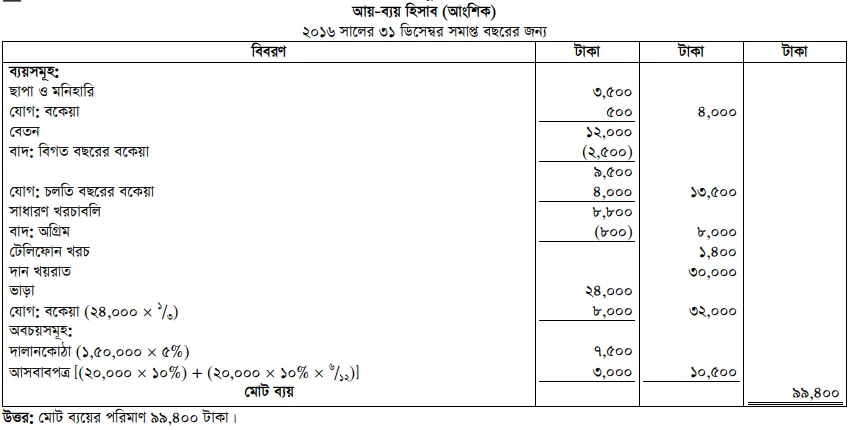 আয়-ব্যয় হিসাব (আংশিক)
২০১৬ সালের ৩১ ডিসেম্বর সমাপ্ত বছরের জন্য
বিবরণ টাকা টাকা টাকা
ব্যয়সমূহ:
ছাপা ও মনিহারি ৩,৫০০
যোগ: বকেয়া ৫০০ ৪,০০০
বেতন ১২,০০০
বাদ: বিগত বছরের বকেয়া (২,৫০০)
৯,৫০০
যোগ: চলতি বছরের বকেয়া ৪,০০০ ১৩,৫০০
সাধারণ খরচাবলি ৮,৮০০
বাদ: অগ্রিম (৮০০) ৮,০০০
টেলিফোন খরচ ১,৪০০
দান খয়রাত ৩০,০০০
ভাড়া ২৪,০০০
যোগ: বকেয়া (২৪,০০০ × ১/৩) ৮,০০০ ৩২,০০০
অবচয়সমূহ:
দালানকোঠা (১,৫০,০০০ × ৫%) ৭,৫০০
আসবাবপত্র [(২০,০০০ × ১০%) + (২০,০০০ × ১০% × ৬/১২)] ৩,০০০ ১০,৫০০
মোট ব্যয় ৯৯,৪০০
উত্তর: মোট ব্যয়ের পরিমাণ ৯৯,৪০০ টাকা।